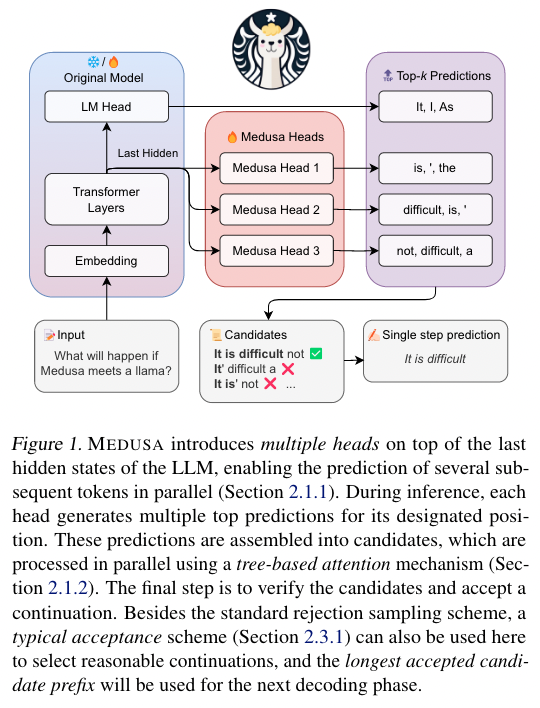 ❄️ / 🔥
Original Model
LM Head
Last Hidden
Transformer
Layers
Embedding
🔥 Medusa Heads
Medusa Head 1
Medusa Head 2
Medusa Head 3
🔝 Top-k Predictions
It, I, As
is, ', the
difficult, is, '
not, difficult, a
📝 Input
What will happen if
Medusa meets a llama?
📜 Candidates
It is difficult not ✅
It' difficult a ❌
It is' not ❌ ...
✍🏻 Single step prediction
It is difficult
Figure 1. MEDUSA introduces multiple heads on top of the last
hidden states of the LLM, enabling the prediction of several sub-
sequent tokens in parallel (Section 2.1.1). During inference, each
head generates multiple top predictions for its designated posi-
tion. These predictions are assembled into candidates, which are
processed in parallel using a tree-based attention mechanism (Sec-
tion 2.1.2). The final step is to verify the candidates and accept a
continuation. Besides the standard rejection sampling scheme, a
typical acceptance scheme (Section 2.3.1) can also be used here
to select reasonable continuations, and the longest accepted candi-
date prefix will be used for the next decoding phase.